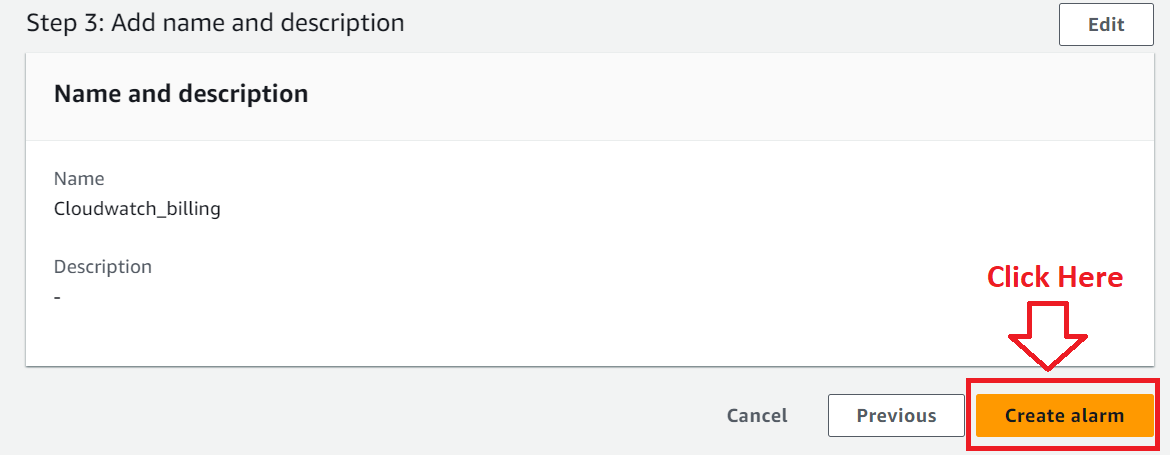 Step 3: Add name and description
Edit
Name and description
Name
Cloudwatch_billing
Description
-
Click Here
Cancel
Previous
Create alarm